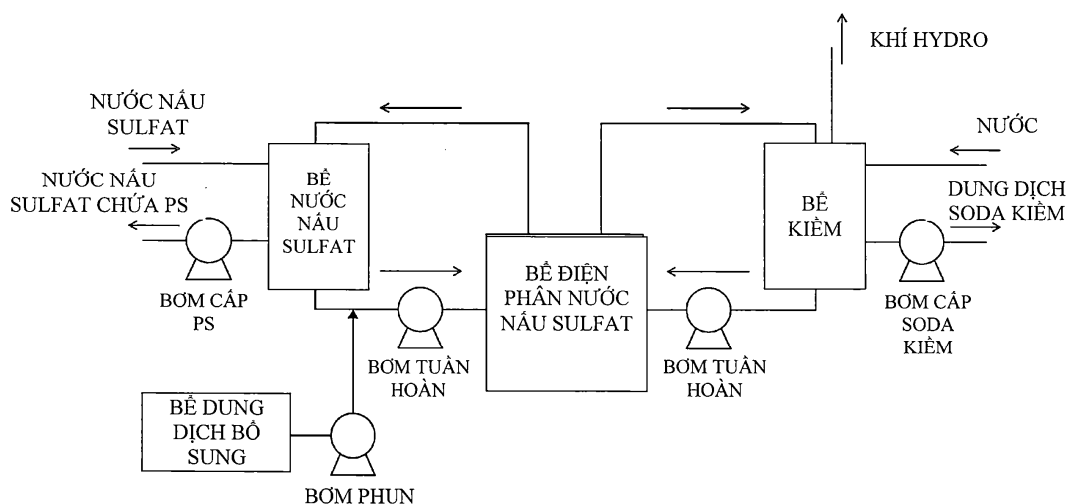 KHÍ HYDRO
NƯỚC NẤU
SULFAT
NƯỚC
NƯỚC NẤU
SULFAT CHỨA PS
BỂ
NƯỚC
NẤU
SULFAT
BỂ
KIỀM
DUNG DỊCH
SODA KIỀM
BỂ ĐIỆN
PHÂN NƯỚC
NẤU SULFAT
BƠM CẤP
PS
BƠM TUẦN
HOÀN
BƠM TUẦN
HOÀN
BƠM CẤP
SODA
KIỀM
BỂ DUNG
DỊCH BỔ
SUNG
BƠM PHUN